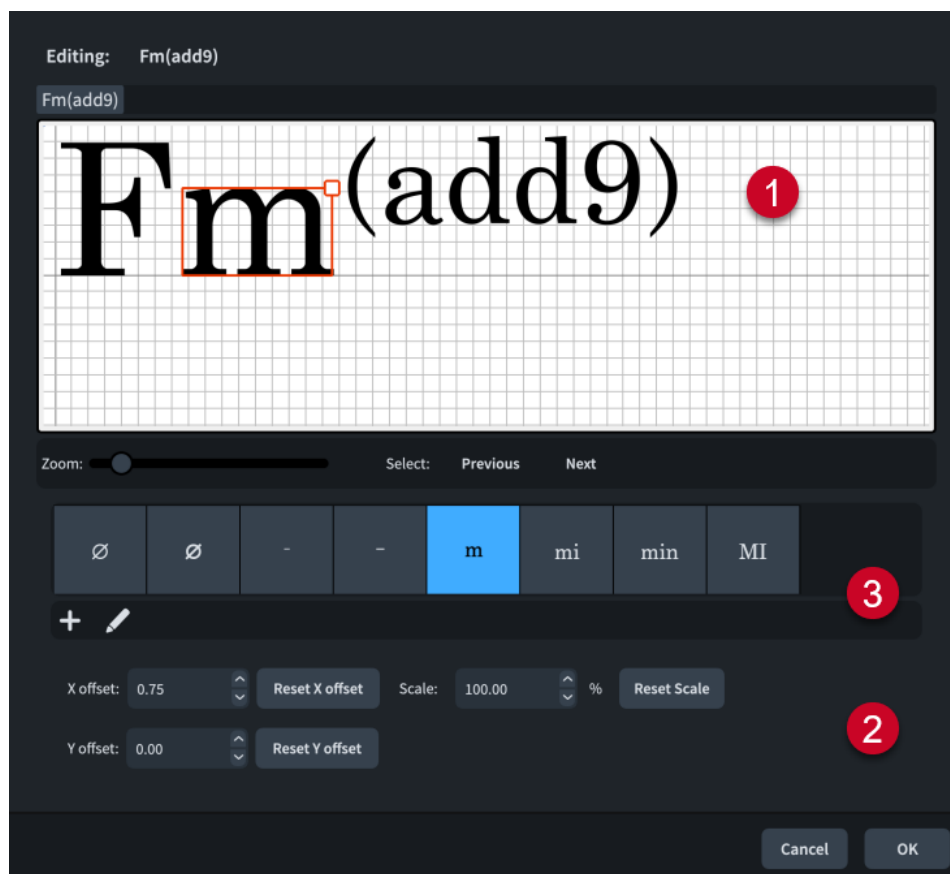 Editing: Fm(add9)
Fm(add9)
Fm(add9)
1
Zoom: Select: Previous Next
∅ ∅ - – m mi min MI
3
X offset: 0.75 Reset X offset Scale: 100.00 % Reset Scale
2
Y offset: 0.00 Reset Y offset
Cancel OK